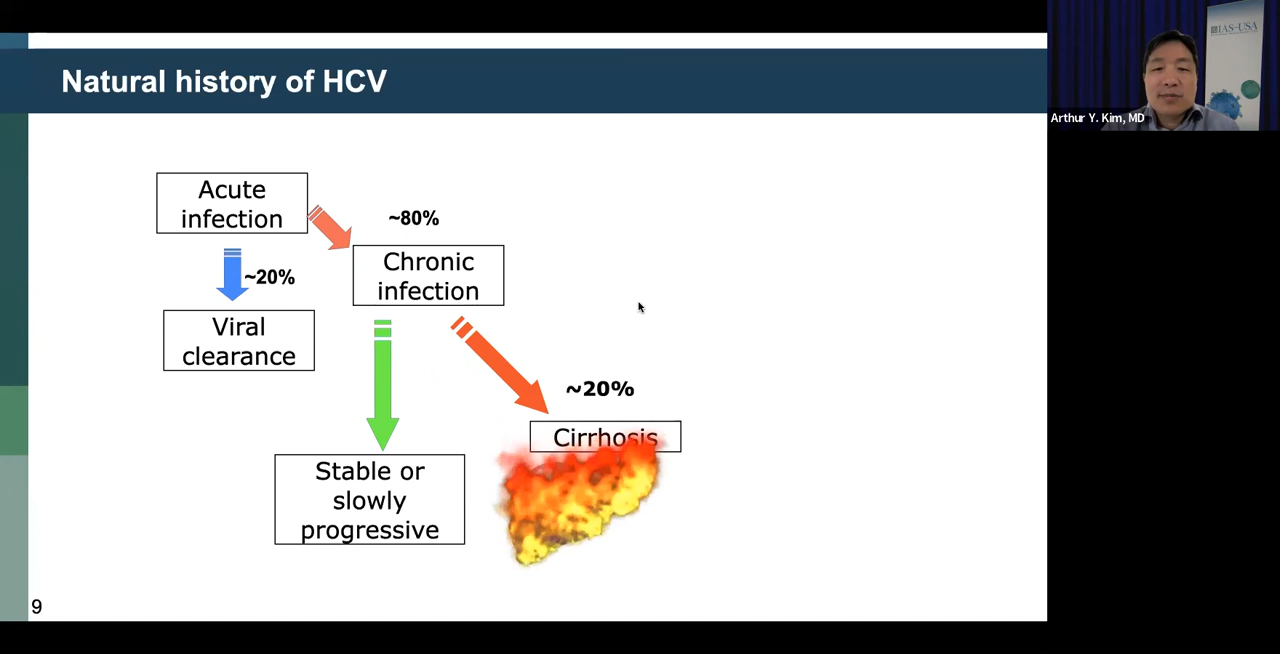 Natural history of HCV
Acute
infection
~80%
Chronic
infection
~20%
Viral
clearance
~20%
Cirrhosis
Stable or
slowly
progressive
9
IAS-USA
Arthur Y. Kim, MD